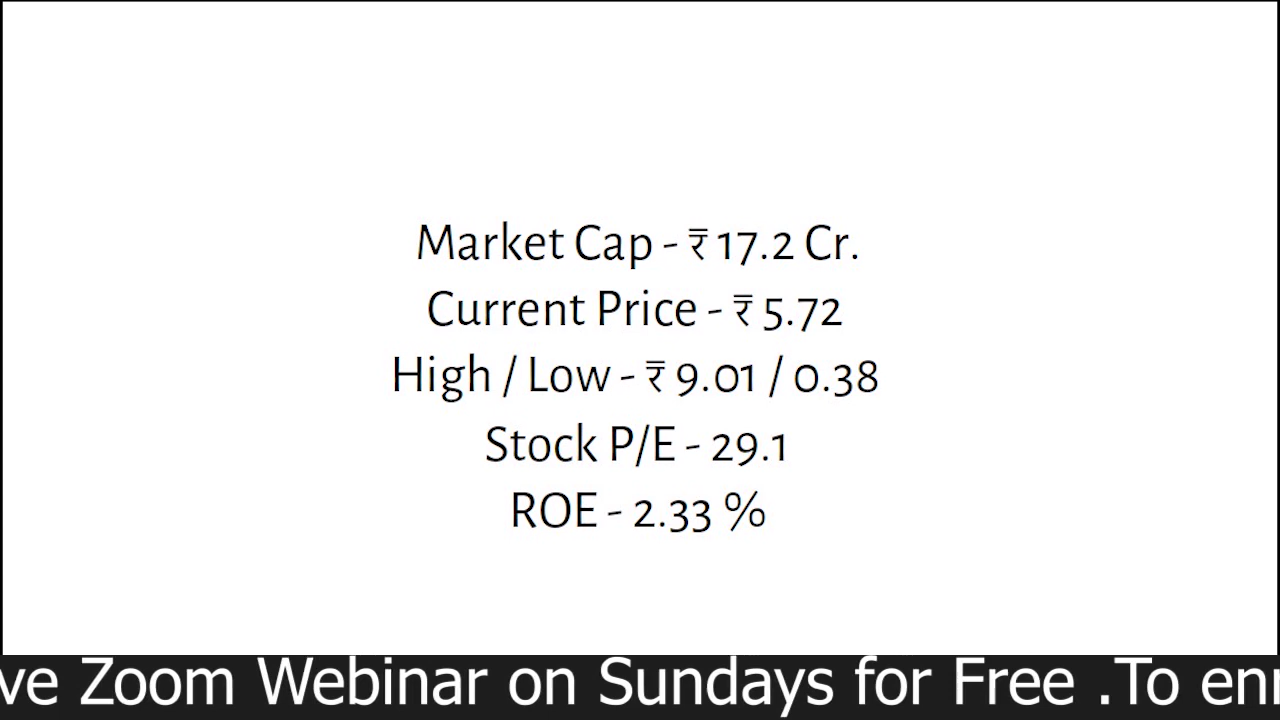 Market Cap - ₹ 17.2 Cr.
Current Price - ₹ 5.72
High / Low - ₹ 9.01 / 0.38
Stock P/E - 29.1
ROE - 2.33 %
ve Zoom Webinar on Sundays for Free .To enr